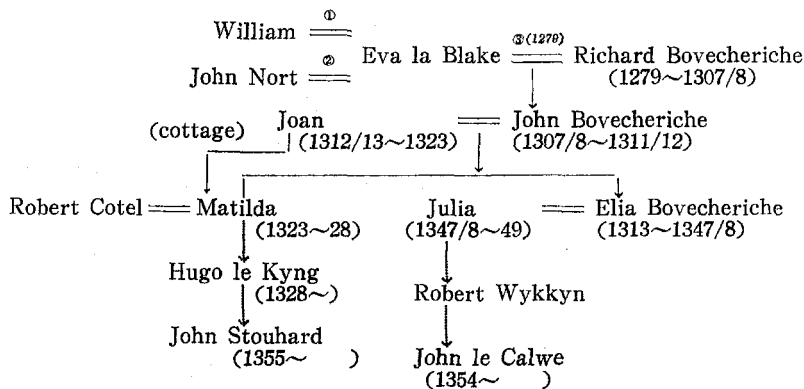 William ①
Eva la Blake ③(1279) Richard Bovecheriche
John Nort ② (1279~1307/8)
(cottage) Joan John Bovecheriche
(1312/13~1323) (1307/8~1311/12)
Robert Cotel Matilda Julia Elia Bovecheriche
(1323~28) (1347/8~49) (1313~1347/8)
Hugo le Kyng
(1328~) Robert Wykkyn
John Stouhard
(1355~ ) John le Calwe
(1354~ )